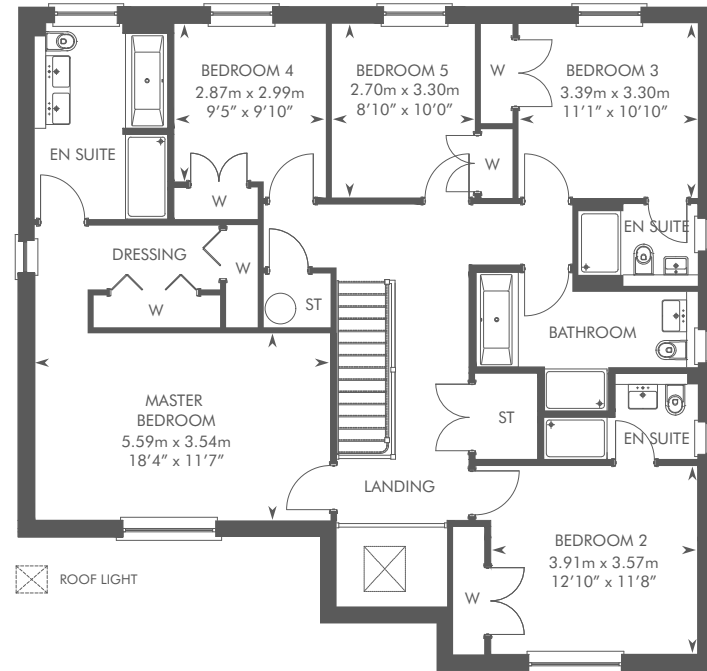 BEDROOM 4
2.87m x 2.99m
9’5” x 9’10”
BEDROOM 5
2.70m x 3.30m
8’10” x 10’0”
W
BEDROOM 3
3.39m x 3.30m
11’1” x 10’10”
EN SUITE
W
W
EN SUITE
DRESSING
W
W
ST
BATHROOM
MASTER
BEDROOM
5.59m x 3.54m
18’4” x 11’7”
ST
EN SUITE
LANDING
BEDROOM 2
3.91m x 3.57m
12’10” x 11’8”
W
ROOF LIGHT